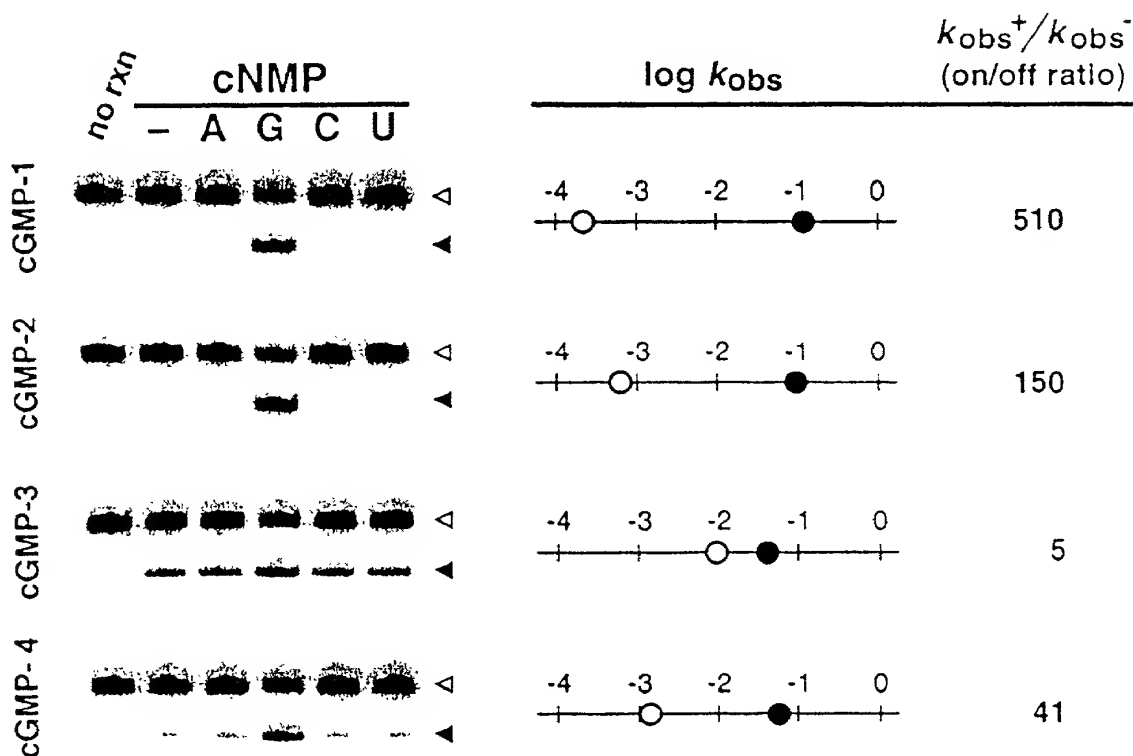 no rxn
cNMP
– A G C U
log kobs
kobs+/kobs-
(on/off ratio)
cGMP-1
-4 -3 -2 -1 0
510
cGMP-2
-4 -3 -2 -1 0
150
cGMP-3
-4 -3 -2 -1 0
5
cGMP-4
-4 -3 -2 -1 0
41